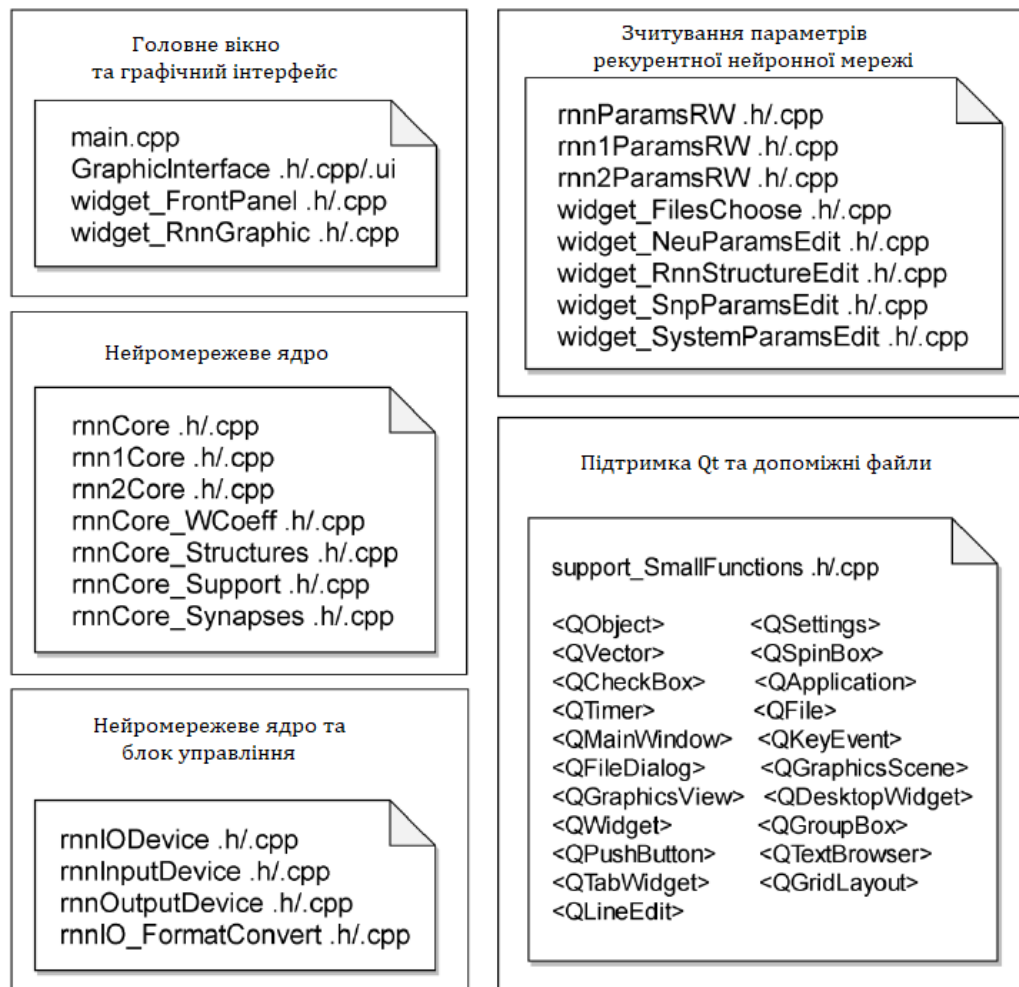 Головне вікно
та графічний інтерфейс
main.cpp
GraphicInterface .h/.cpp/.ui
widget_FrontPanel .h/.cpp
widget_RnnGraphic .h/.cpp
Нейромережеве ядро
rnnCore .h/.cpp
rnn1Core .h/.cpp
rnn2Core .h/.cpp
rnnCore_WCoeff .h/.cpp
rnnCore_Structures .h/.cpp
rnnCore_Support .h/.cpp
rnnCore_Synapses .h/.cpp
Нейромережеве ядро та
блок управління
rnnIODevice .h/.cpp
rnnInputDevice .h/.cpp
rnnOutputDevice .h/.cpp
rnnIO_FormatConvert .h/.cpp
Зчитування параметрів
рекурентної нейронної мережі
rnnParamsRW .h/.cpp
rnn1ParamsRW .h/.cpp
rnn2ParamsRW .h/.cpp
widget_FilesChoose .h/.cpp
widget_NeuParamsEdit .h/.cpp
widget_RnnStructureEdit .h/.cpp
widget_SnpParamsEdit .h/.cpp
widget_SystemParamsEdit .h/.cpp
Підтримка Qt та допоміжні файли
support_SmallFunctions .h/.cpp
<QObject> <QSettings>
<QVector> <QSpinBox>
<QCheckBox> <QApplication>
<QTimer> <QFile>
<QMainWindow> <QKeyEvent>
<QFileDialog> <QGraphicsScene>
<QGraphicsView> <QDesktopWidget>
<QWidget> <QGroupBox>
<QPushButton> <QTextBrowser>
<QTabWidget> <QGridLayout>
<QLineEdit>